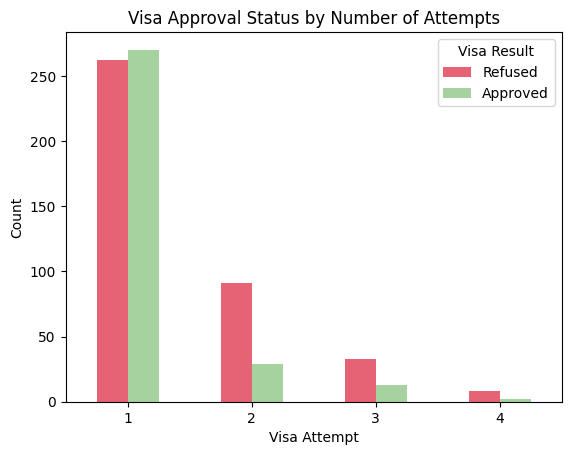 Visa Approval Status by Number of Attempts
Visa Result
Refused
Approved
250
200
150
100
50
0
Count
1 2 3 4
Visa Attempt